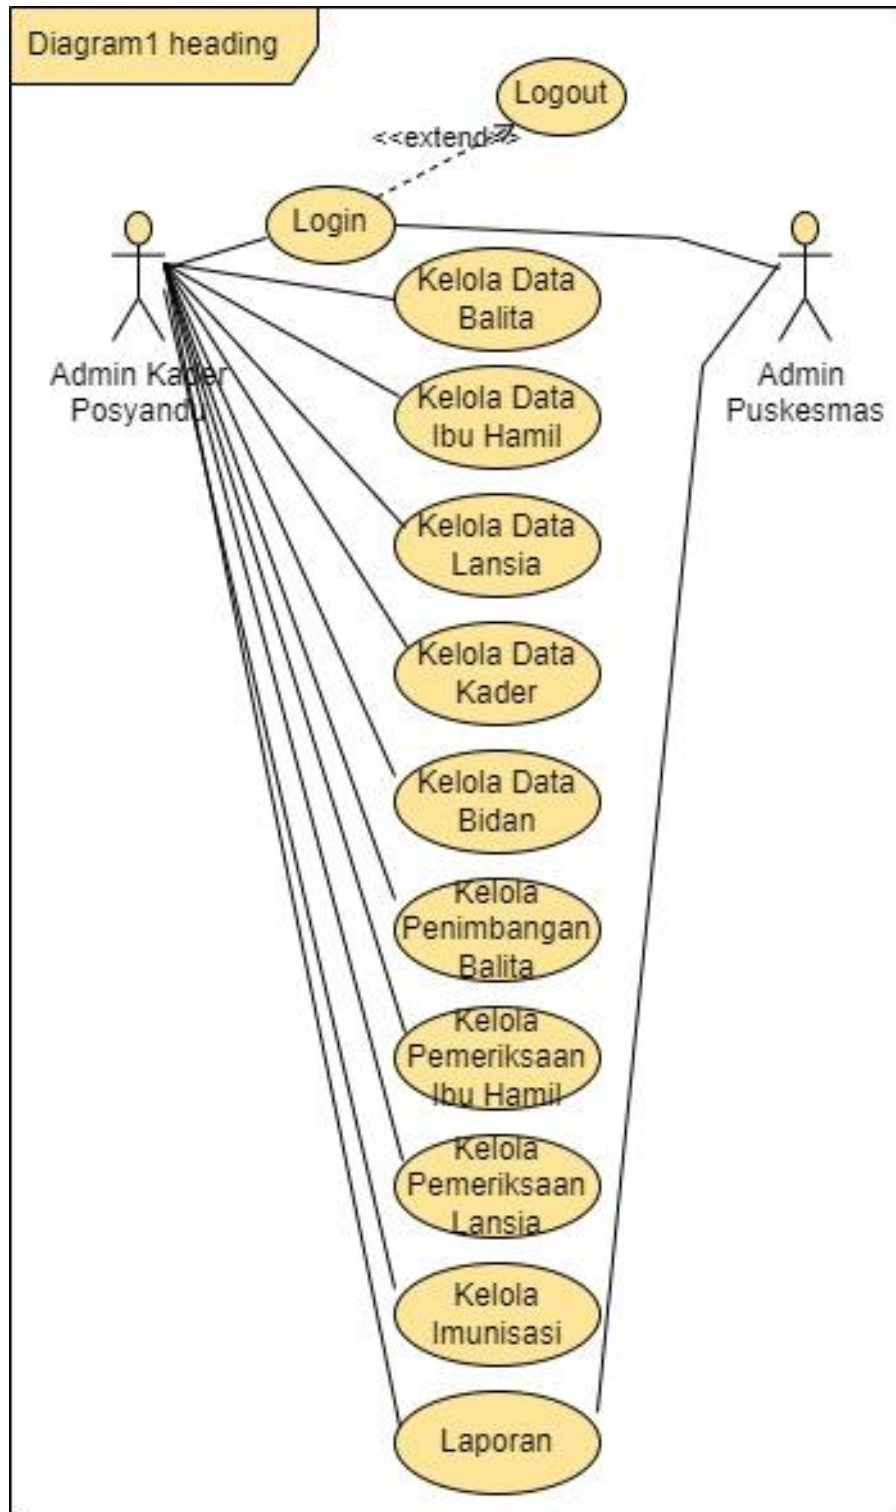 Diagram1 heading
Logout
<<extend>>
Login
Kelola Data
Balita
Admin Kader
Posyandu
Admin
Puskesmas
Kelola Data
Ibu Hamil
Kelola Data
Lansia
Kelola Data
Kader
Kelola Data
Bidan
Kelola
Penimbangan
Balita
Kelola
Pemeriksaan
Ibu Hamil
Kelola
Pemeriksaan
Lansia
Kelola
Imunisasi
Laporan